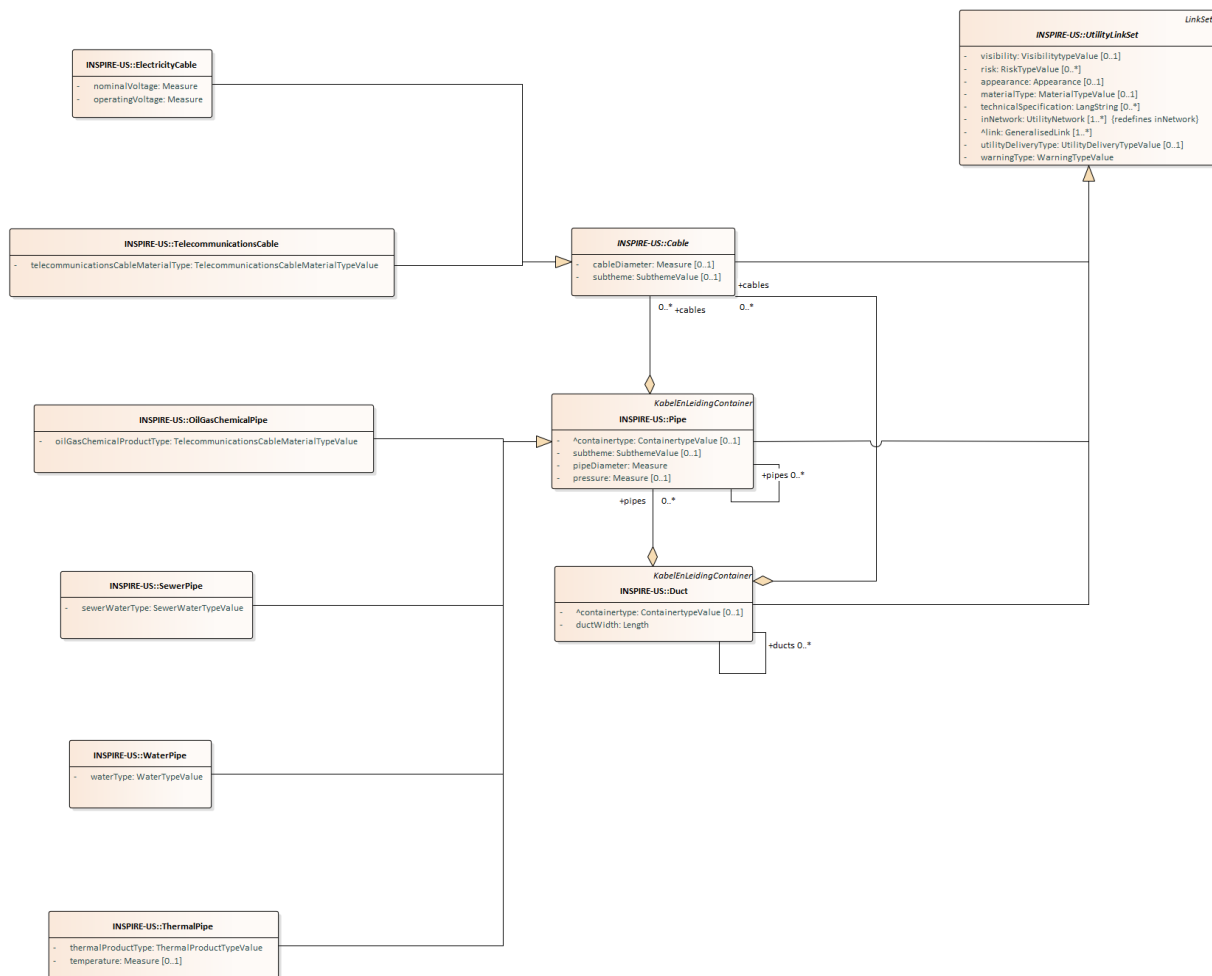 LinkSet
INSPIRE-US::UtilityLinkSet
- visibility: VisibilitytypeValue [0..1]
- risk: RiskTypeValue [0..*]
- appearance: Appearance [0..1]
- materialType: MaterialTypeValue [0..1]
- technicalSpecification: LangString [0..*]
- inNetwork: UtilityNetwork [1..*] {redefines inNetwork}
- ^link: GeneralisedLink [1..*]
- utilityDeliveryType: UtilityDeliveryTypeValue [0..1]
- warningType: WarningTypeValue
INSPIRE-US::ElectricityCable
- nominalVoltage: Measure
- operatingVoltage: Measure
INSPIRE-US::TelecommunicationsCable
- telecommunicationsCableMaterialType: TelecommunicationsCableMaterialTypeValue
INSPIRE-US::Cable
- cableDiameter: Measure [0..1]
- subtheme: SubthemeValue [0..1]
+cables
0..*
+cables
0..*
KabelEnLeidingContainer
INSPIRE-US::Pipe
- ^containertype: ContainertypeValue [0..1]
- subtheme: SubthemeValue [0..1]
- pipeDiameter: Measure
- pressure: Measure [0..1]
+pipes 0..*
+pipes
0..*
INSPIRE-US::OilGasChemicalPipe
- oilGasChemicalProductType: TelecommunicationsCableMaterialTypeValue
KabelEnLeidingContainer
INSPIRE-US::Duct
- ^containertype: ContainertypeValue [0..1]
- ductWidth: Length
+ducts 0..*
INSPIRE-US::SewerPipe
- sewerWaterType: SewerWaterTypeValue
INSPIRE-US::WaterPipe
- waterType: WaterTypeValue
INSPIRE-US::ThermalPipe
- thermalProductType: ThermalProductTypeValue
- temperature: Measure [0..1]